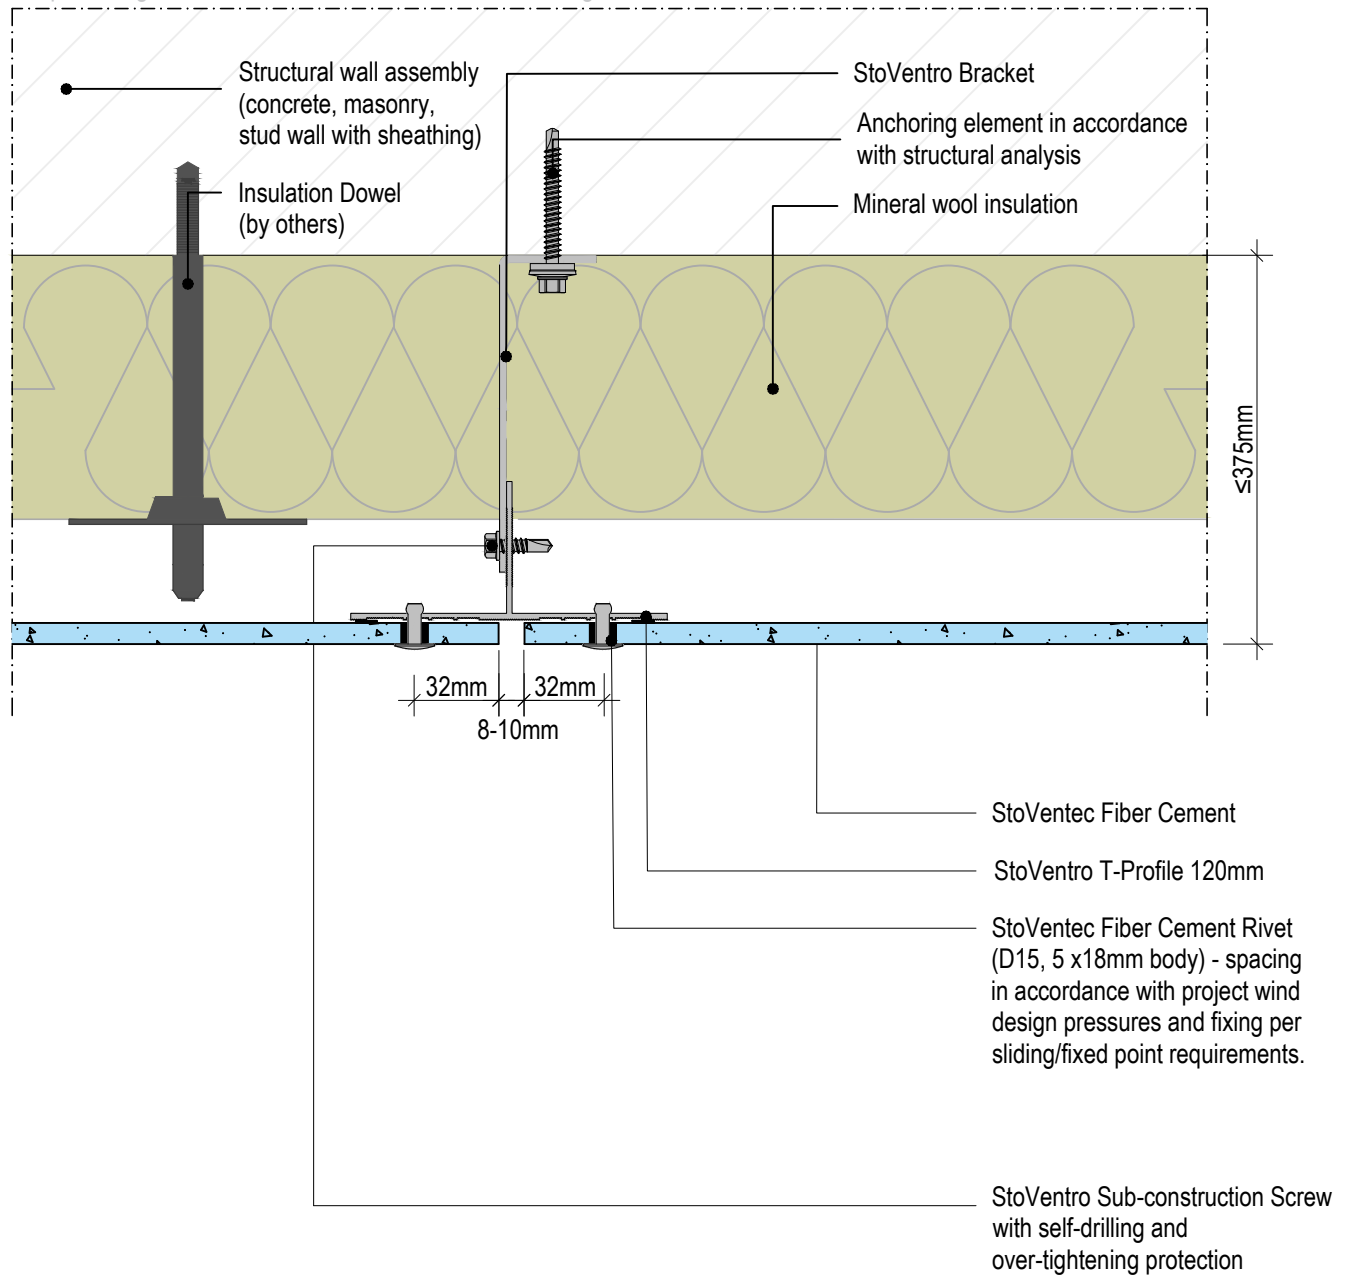 Structural wall assembly
(concrete, masonry,
stud wall with sheathing)
Insulation Dowel
(by others)
StoVentro Bracket
Anchoring element in accordance
with structural analysis
Mineral wool insulation
≤375mm
32mm
32mm
8-10mm
StoVentec Fiber Cement
StoVentro T-Profile 120mm
StoVentec Fiber Cement Rivet
(D15, 5 x18mm body) - spacing
in accordance with project wind
design pressures and fixing per
sliding/fixed point requirements.
StoVentro Sub-construction Screw
with self-drilling and
over-tightening protection